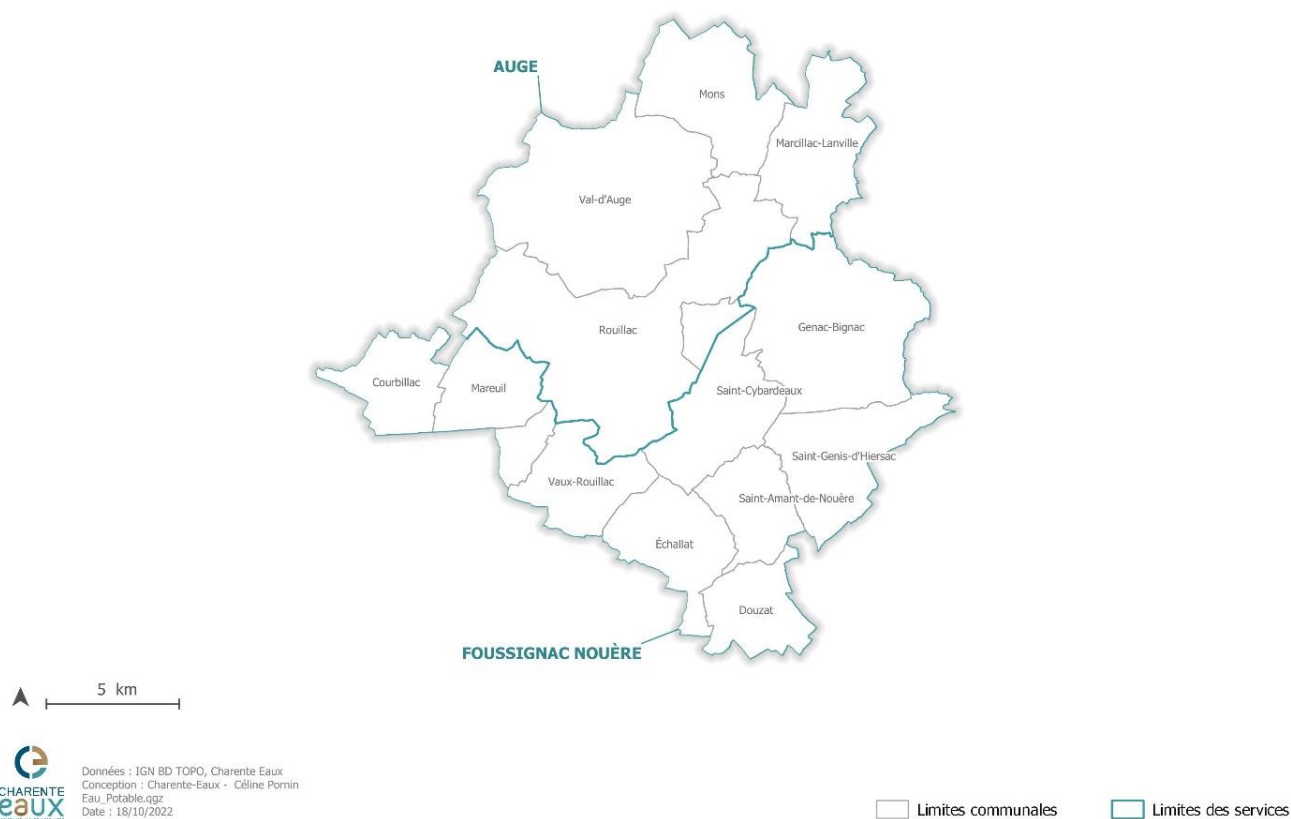 AUGE
Mons
Marcillac-Lanville
Val-d'Auge
Rouillac
Genac-Bignac
Courbillac
Mareuil
Saint-Cybardeaux
Saint-Genis-d'Hiersac
Vaux-Rouillac
Saint-Amant-de-Nouère
Échallat
Douzat
FOUSSIGNAC NOUÈRE
5 km
CHARENTE
eaux
Données : IGN BD TOPO, Charente Eaux
Conception : Charente-Eaux - Céline Pornin
Eau_Potable.qgz
Date : 18/10/2022
Limites communales
Limites des services